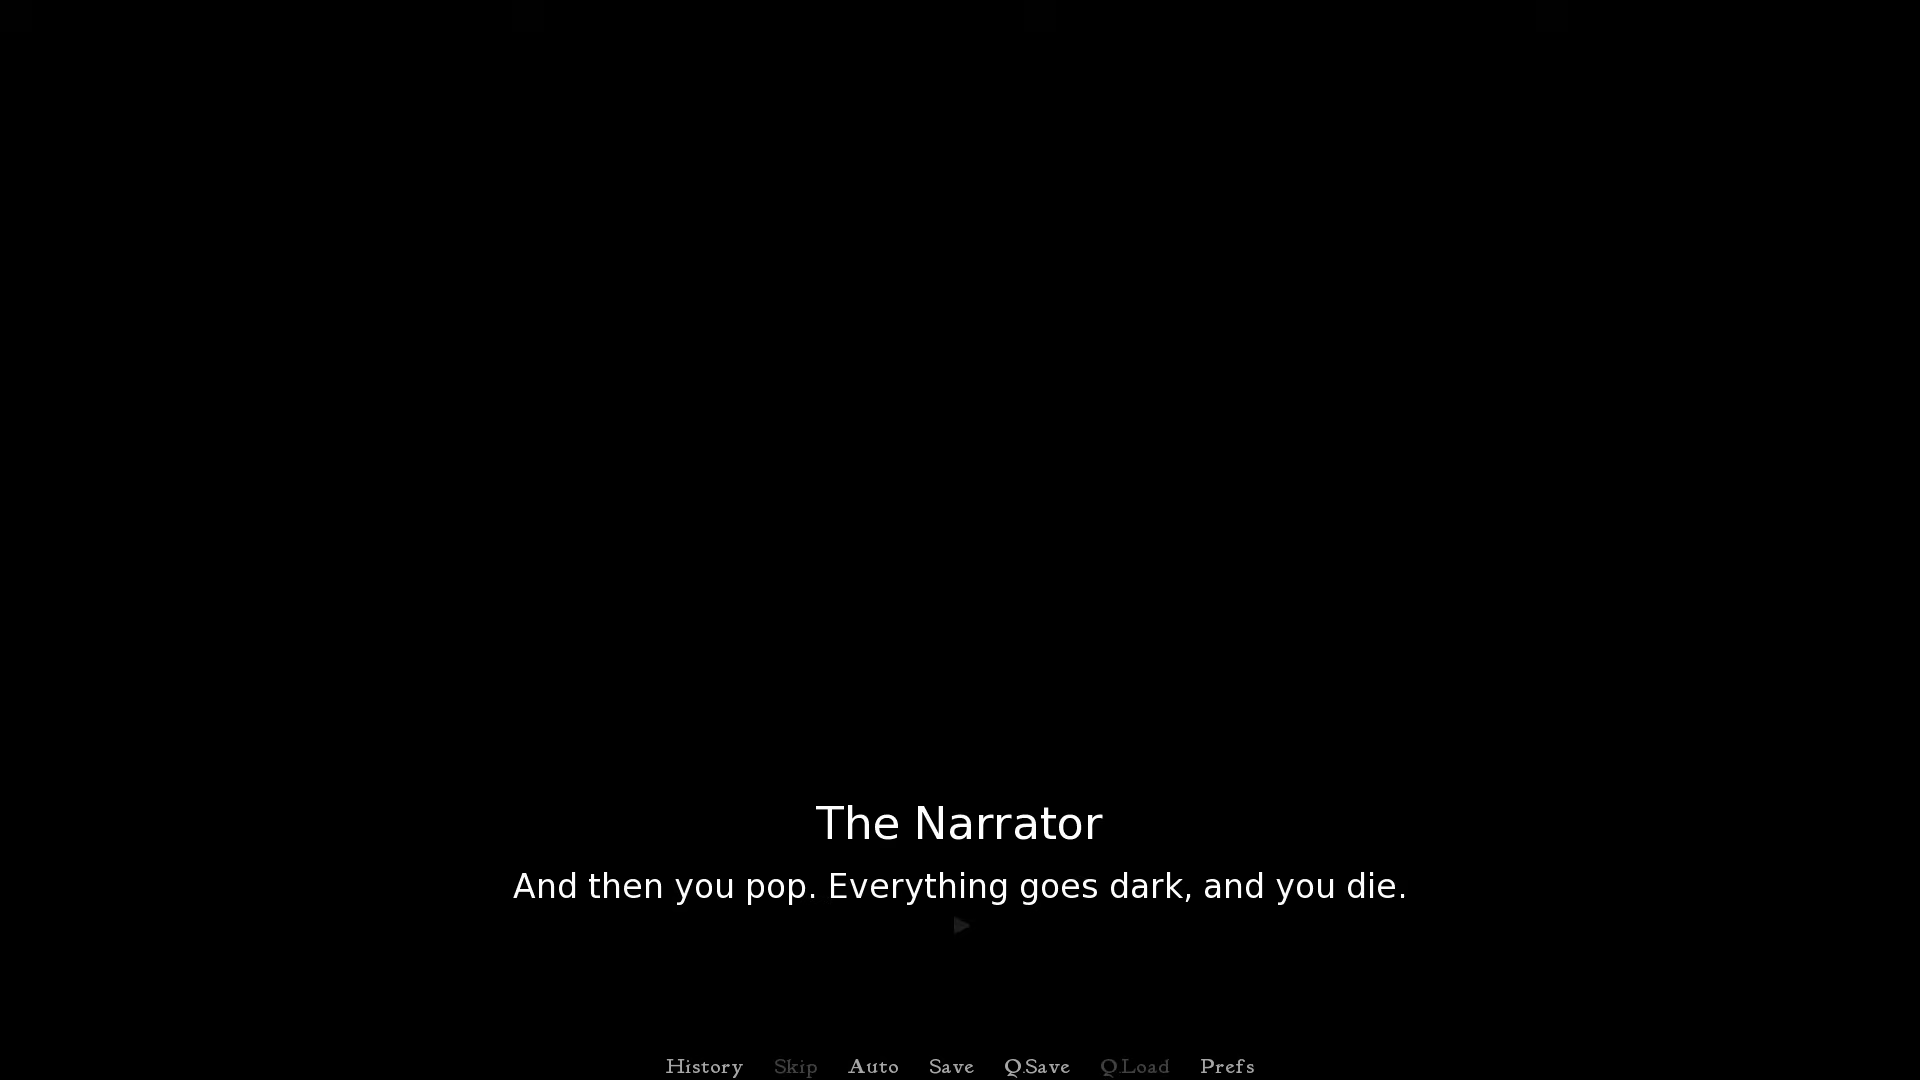 The Narrator
And then you pop. Everything goes dark, and you die.
History Skip Auto Save Q.Save Q.Load Prefs